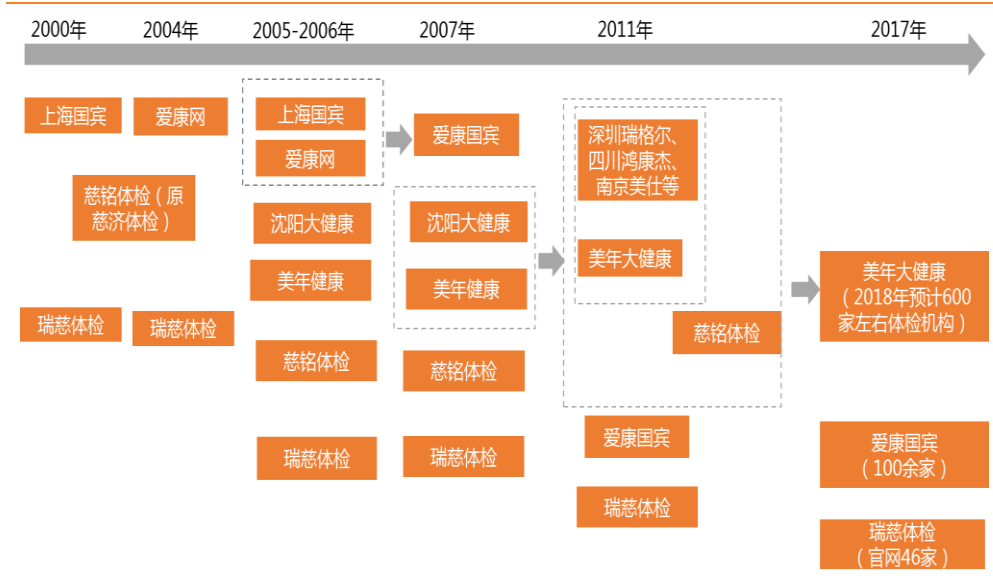 2000年
2004年
2005-2006年
2007年
2011年
2017年
上海国宾
爱康网
慈铭体检（原
慈济体检）
瑞慈体检
瑞慈体检
上海国宾
爱康网
沈阳大健康
美年健康
慈铭体检
瑞慈体检
爱康国宾
沈阳大健康
美年健康
慈铭体检
瑞慈体检
深圳瑞格尔、
四川鸿康杰、
南京美仕等
美年大健康
慈铭体检
爱康国宾
瑞慈体检
美年大健康
（2018年预计600
家左右体检机构）
爱康国宾
（100余家）
瑞慈体检
（官网46家）